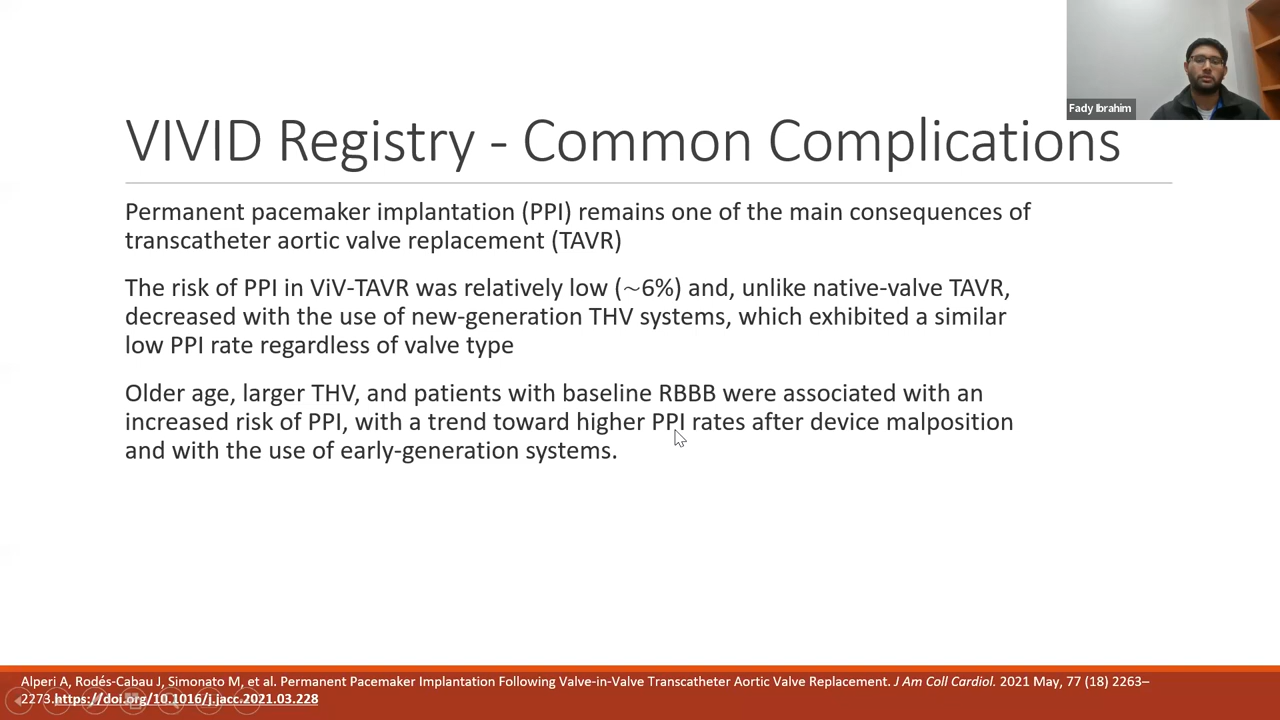 Fady Ibrahim
VIVID Registry - Common Complications
Permanent pacemaker implantation (PPI) remains one of the main consequences of
transcatheter aortic valve replacement (TAVR)
The risk of PPI in ViV-TAVR was relatively low (~6%) and, unlike native-valve TAVR,
decreased with the use of new-generation THV systems, which exhibited a similar
low PPI rate regardless of valve type
Older age, larger THV, and patients with baseline RBBB were associated with an
increased risk of PPI, with a trend toward higher PPI rates after device malposition
and with the use of early-generation systems.
Alperi A, Rodés-Cabau J, Simonato M, et al. Permanent Pacemaker Implantation Following Valve-in-Valve Transcatheter Aortic Valve Replacement. J Am Coll Cardiol. 2021 May, 77 (18) 2263–
2273.https://doi.org/10.1016/j.jacc.2021.03.228